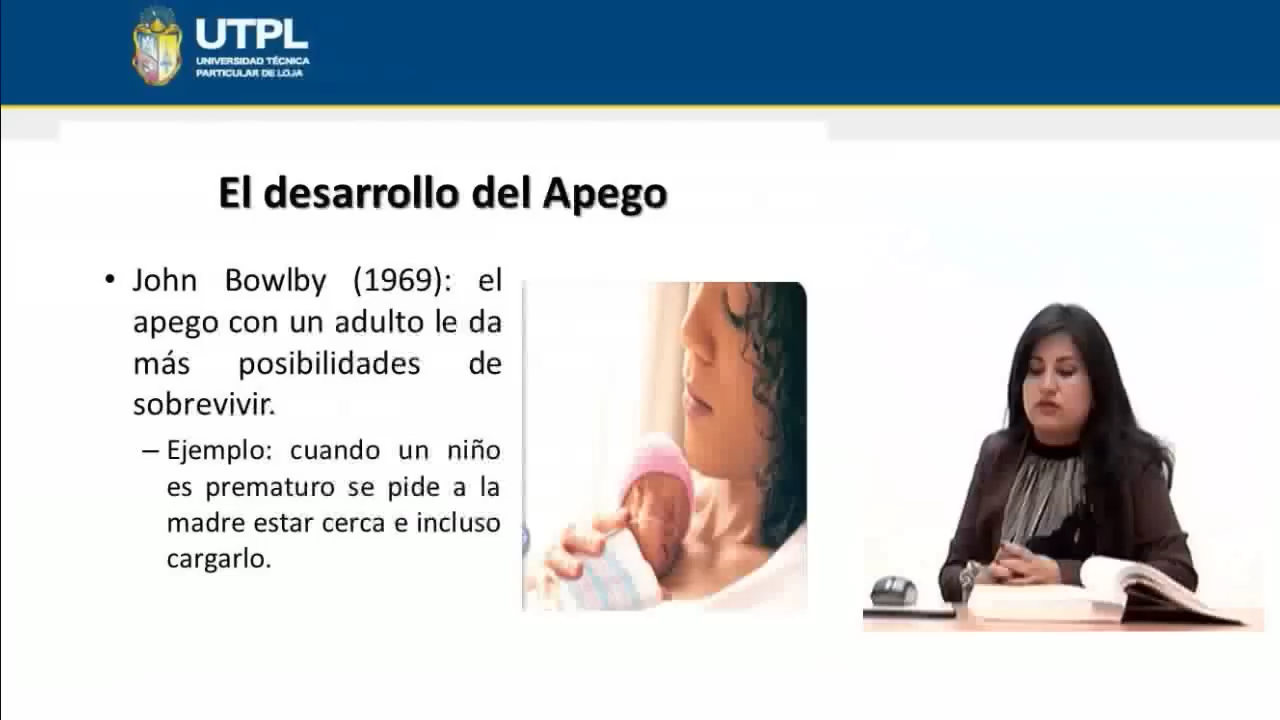 UTPL
UNIVERSIDAD TÉCNICA
PARTICULAR DE LOJA
El desarrollo del Apego
• John Bowlby (1969): el
apego con un adulto le da
más posibilidades de
sobrevivir.
– Ejemplo: cuando un niño
es prematuro se pide a la
madre estar cerca e incluso
cargarlo.